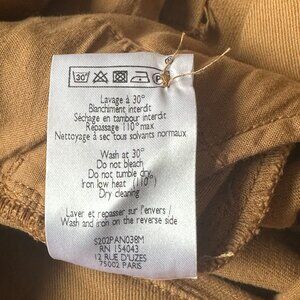 30°
P
Lavage à 30°
Blanchiment interdit
Séchage en tambour interdit
Repassage 110° max
Nettoyage à sec tous solvants normaux
Wash at 30°
Do not bleach
Do not tumble dry
Iron low heat (110°)
Dry cleaning
Laver et repasser sur l'envers /
Wash and iron on the reverse side
S202PAN038M
RN 154043
12 RUE D'UZES
75002 PARIS